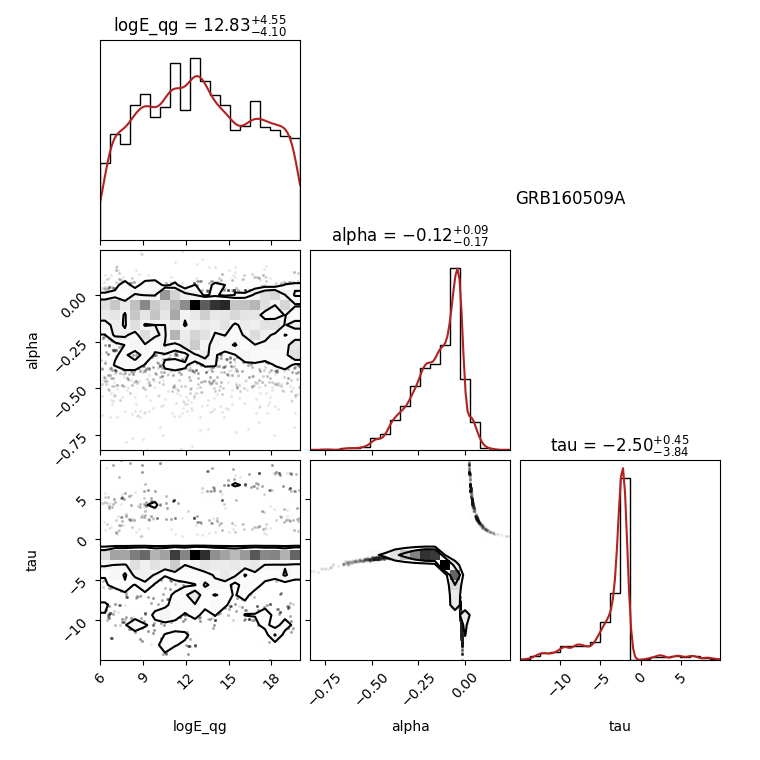 logE_qg = 12.83+4.55 −4.10
GRB160509A
alpha = −0.12+0.09 −0.17
0.00
−0.25
−0.50
−0.75
alpha
tau = −2.50+0.45 −3.84
5
0
−5
−10
tau
6 9 12 15 18
−0.75 −0.50 −0.25 0.00
−10 −5 0 5
logE_qg alpha tau